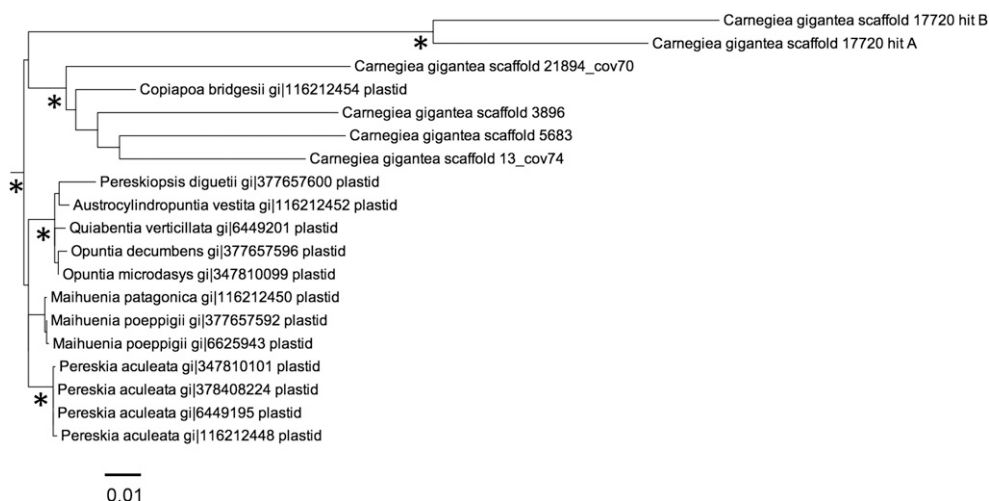 Carnegiea gigantea scaffold 17720 hit B
* Carnegiea gigantea scaffold 17720 hit A
Carnegiea gigantea scaffold 21894_cov70
* Copiapoa bridgesii gi|116212454 plastid
Carnegiea gigantea scaffold 3896
Carnegiea gigantea scaffold 5683
Carnegiea gigantea scaffold 13_cov74
* Pereskiopsis diguetii gi|377657600 plastid
Austrocylindropuntia vestita gi|116212452 plastid
* Quiabentia verticillata gi|6449201 plastid
Opuntia decumbens gi|377657596 plastid
Opuntia microdasys gi|347810099 plastid
Maihuenia patagonica gi|116212450 plastid
Maihuenia poeppigii gi|377657592 plastid
Maihuenia poeppigii gi|6625943 plastid
Pereskia aculeata gi|347810101 plastid
* Pereskia aculeata gi|378408224 plastid
Pereskia aculeata gi|6449195 plastid
Pereskia aculeata gi|116212448 plastid
0.01